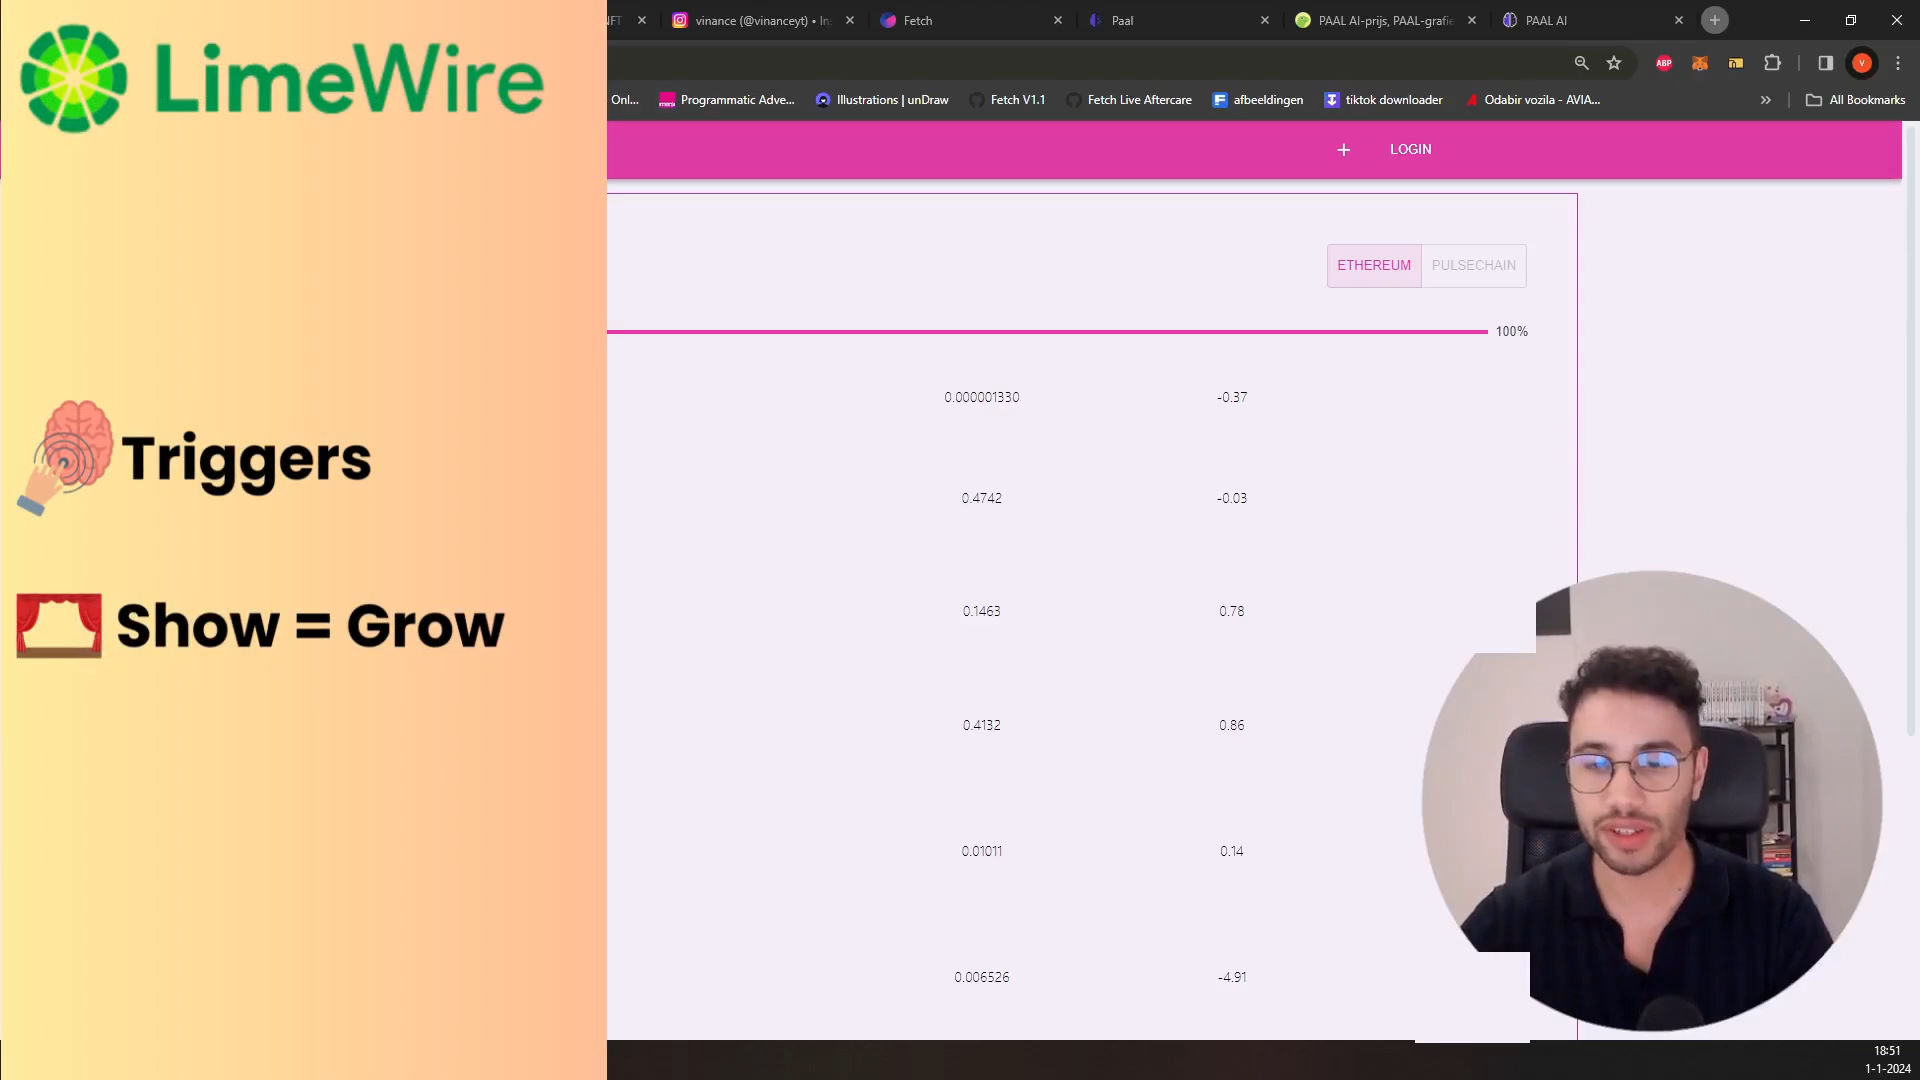 NFT
vinance (@vinanceyt) • In
Fetch
Paal
PAAL AI-prijs, PAAL-grafie
PAAL AI
LimeWire
ABP
V
Onl...
Programmatic Adve...
Illustrations | unDraw
Fetch V1.1
Fetch Live Aftercare
afbeeldingen
tiktok downloader
Odabir vozila - AVIA...
All Bookmarks
LOGIN
ETHEREUM
PULSECHAIN
100%
0.000001330
-0.37
Triggers
0.4742
-0.03
Show = Grow
0.1463
0.78
0.4132
0.86
0.01011
0.14
0.006526
-4.91
18:51
1-1-2024